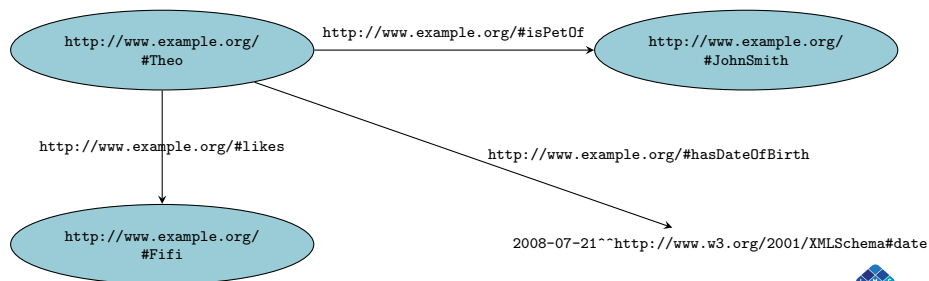 http://www.example.org/
#Theo
http://www.example.org/#isPetOf
http://www.example.org/
#JohnSmith
http://www.example.org/#likes
http://www.example.org/#hasDateOfBirth
http://www.example.org/
#Fifi
2008-07-21^^http://www.w3.org/2001/XMLSchema#date